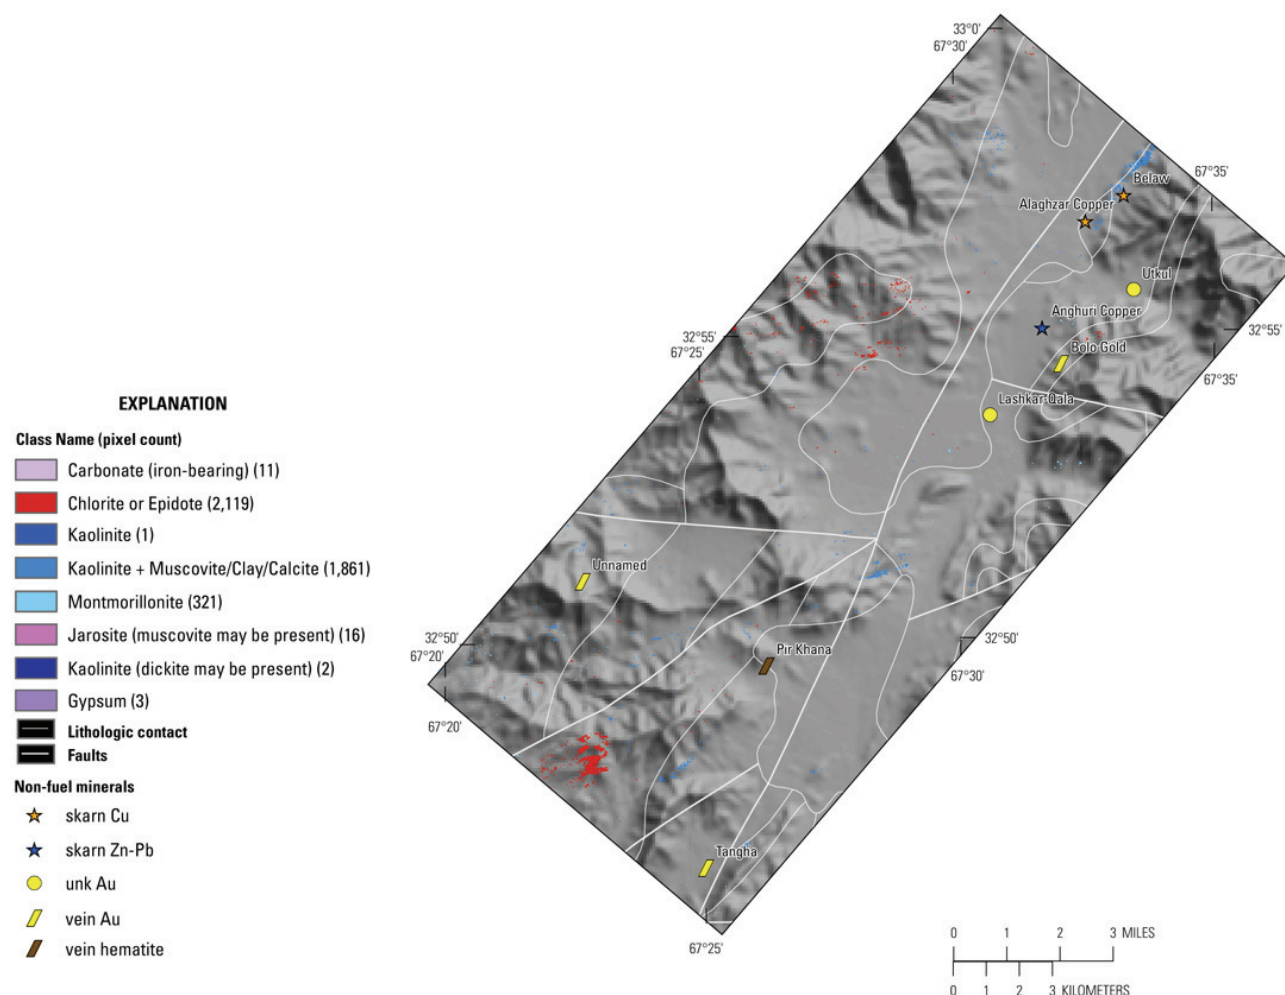 33°0'
67°30'
67°35'
Belaw
Alaghzar Copper
Utkul
Anghuri Copper
32°55'
67°25'
32°55'
Bolo Gold
67°35'
Lashkar Qala
EXPLANATION
Class Name (pixel count)
Carbonate (iron-bearing) (11)
Chlorite or Epidote (2,119)
Kaolinite (1)
Kaolinite + Muscovite/Clay/Calcite (1,861)
Montmorillonite (321)
Jarosite (muscovite may be present) (16)
Kaolinite (dickite may be present) (2)
Gypsum (3)
Lithologic contact
Faults
Non-fuel minerals
skarn Cu
skarn Zn-Pb
unk Au
vein Au
vein hematite
Unnamed
32°50'
67°20'
Pir Khana
32°50'
67°30'
67°20'
Tangha
67°25'
0 1 2 3 MILES
0 1 2 3 KILOMETERS